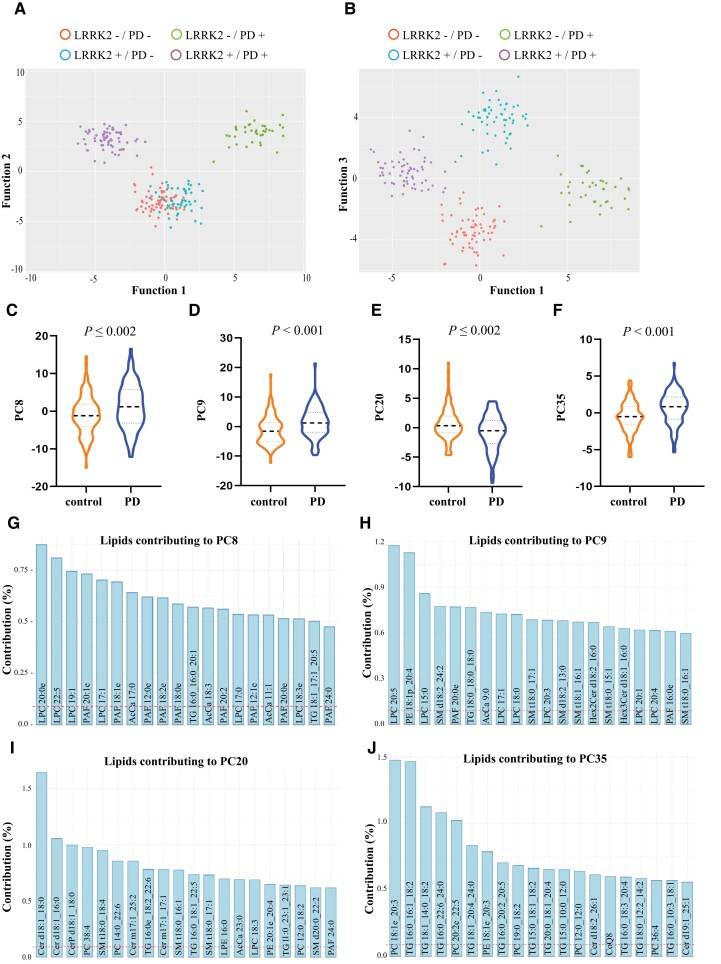 A
LRRK2 - / PD -
LRRK2 - / PD +
LRRK2 + / PD -
LRRK2 + / PD +
10
5
0
-5
-10
Function 2
-10
-5
0
5
10
Function 1
B
LRRK2 - / PD -
LRRK2 - / PD +
LRRK2 + / PD -
LRRK2 + / PD +
4
0
-4
Function 3
-5
0
5
Function 1
C
P ≤ 0.002
20
10
0
-10
-20
PC8
control
PD
D
P < 0.001
30
20
10
0
-10
-20
PC9
control
PD
E
P ≤ 0.002
15
10
5
0
-5
-10
PC20
control
PD
F
P < 0.001
10
5
0
-5
-10
PC35
control
PD
G
Lipids contributing to PC8
Contribution (%)
0.75
0.5
0.25
0.0
LPC 20:0e
LPC 22:5
LPC 19:1
PAF 20:1e
LPC 17:1
PAF 18:1e
AcCa 17:0
PAF 12:0e
PAF 18:2e
PAF 18:0e
TG 16:0_16:0_20:1
AcCa 18:3
PAF 20:2
LPC 17:0
PAF 12:1e
AcCa 11:1
PAF 20:0e
LPC 18:3e
TG 18:1_17:1_20:5
PAF 24:0
H
Lipids contributing to PC9
Contribution (%)
1.2
0.9
0.6
0.3
0.0
LPC 20:5
PE 18:1p_20:4
LPC 15:0
SM d18:2_24:2
PAF 20:0e
TG 18:0_18:0_18:0
AcCa 9:0
LPC 17:1
LPC 18:0
SM t18:0_17:1
LPC 20:3
SM d18:2_13:0
SM t18:1_16:1
Hex2Cer d18:2_16:0
SM t18:0_15:1
Hex3Cer d18:1_16:0
LPC 20:1
LPC 20:4
PAF 16:0e
SM t18:0_16:1
I
Lipids contributing to PC20
Contribution (%)
1.5
1.0
0.5
0.0
Cer d18:1_18:0
Cer d18:1_16:0
CerP d18:1_18:0
PC 38:4
SM t18:0_18:4
PC 14:0_22:6
Cer m17:1_25:2
TG 16:0e_18:2_22:6
Cer m17:1_17:1
SM t18:0_16:1
TG 16:0_18:1_22:5
SM t18:0_17:1
LPE 16:0
AcCa 23:0
LPC 18:3
PE 20:1e_20:4
TG 11:0_23:1_23:1
PC 12:0_18:2
SM d20:0_22:2
PAF 24:0
J
Lipids contributing to PC35
Contribution (%)
1.5
1.0
0.5
0.0
PC 18:1e_20:3
TG 16:0_16:1_18:2
TG 18:1_14:0_18:2
TG 16:0_22:6_24:0
PC 20:2e_22:5
TG 18:1_20:4_24:0
PE 18:1e_20:3
TG 16:0_20:2_20:5
PC 19:0_18:2
TG 15:0_18:1_18:2
TG 20:0_18:1_20:4
TG 15:0_10:0_12:0
PC 12:0_12:0
Cer d18:2_26:1
CoQ8
TG 16:0_18:3_20:4
TG 18:0_12:2_14:2
PC 36:4
TG 16:0_10:3_18:1
Cer d19:1_25:1